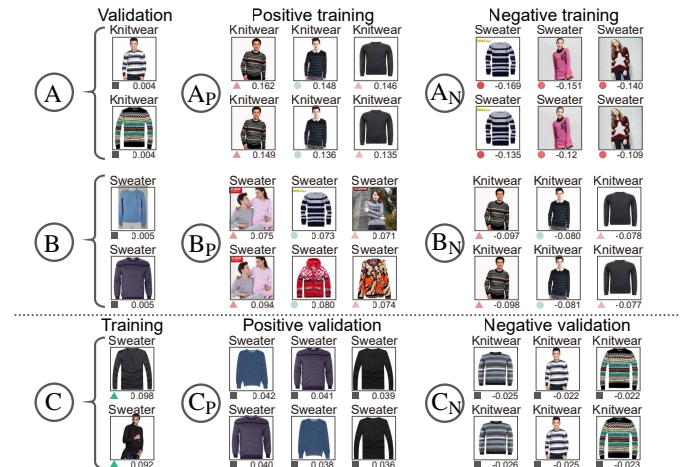 Validation Positive training Negative training
Knitwear Knitwear Knitwear Knitwear Sweater Sweater Sweater
0.004 0.162 0.148 0.146 -0.169 -0.151 -0.140
A AP AN
Knitwear Knitwear Knitwear Knitwear Sweater Sweater Sweater
0.004 0.149 0.136 0.135 -0.135 -0.12 -0.109
Sweater Sweater Sweater Sweater Knitwear Knitwear Knitwear
0.005 0.075 0.073 0.071 -0.097 -0.080 -0.078
B BP BN
Sweater Sweater Sweater Sweater Knitwear Knitwear Knitwear
0.005 0.094 0.080 0.074 -0.098 -0.081 -0.077
Training Positive validation Negative validation
Sweater Sweater Sweater Sweater Knitwear Knitwear Knitwear
0.098 0.042 0.041 0.039 -0.025 -0.022 -0.022
C CP CN
Sweater Sweater Sweater Sweater Knitwear Knitwear Knitwear
0.092 0.040 0.038 0.036 -0.026 -0.025 -0.023